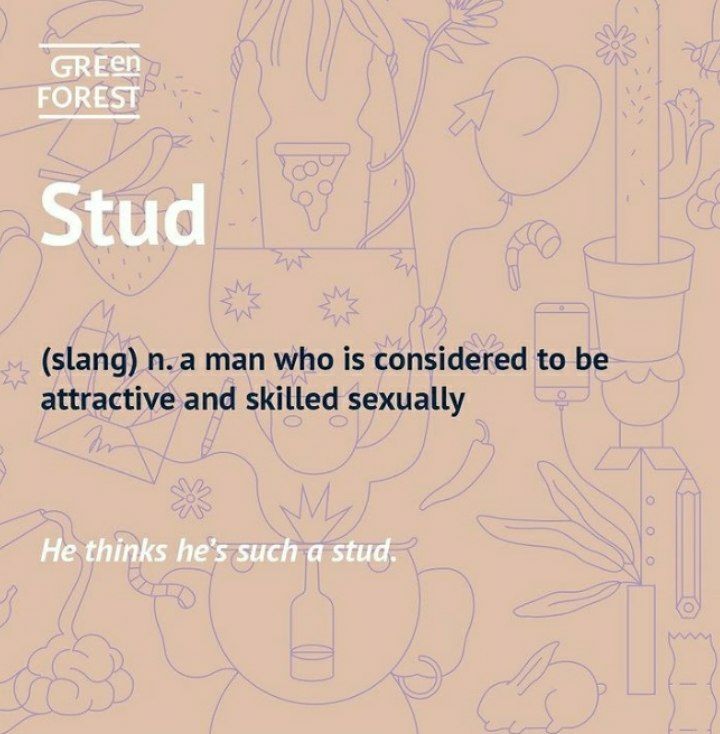 GREen
FOREST
Stud
(slang) n. a man who is considered to be
attractive and skilled sexually
He thinks he's such a stud.